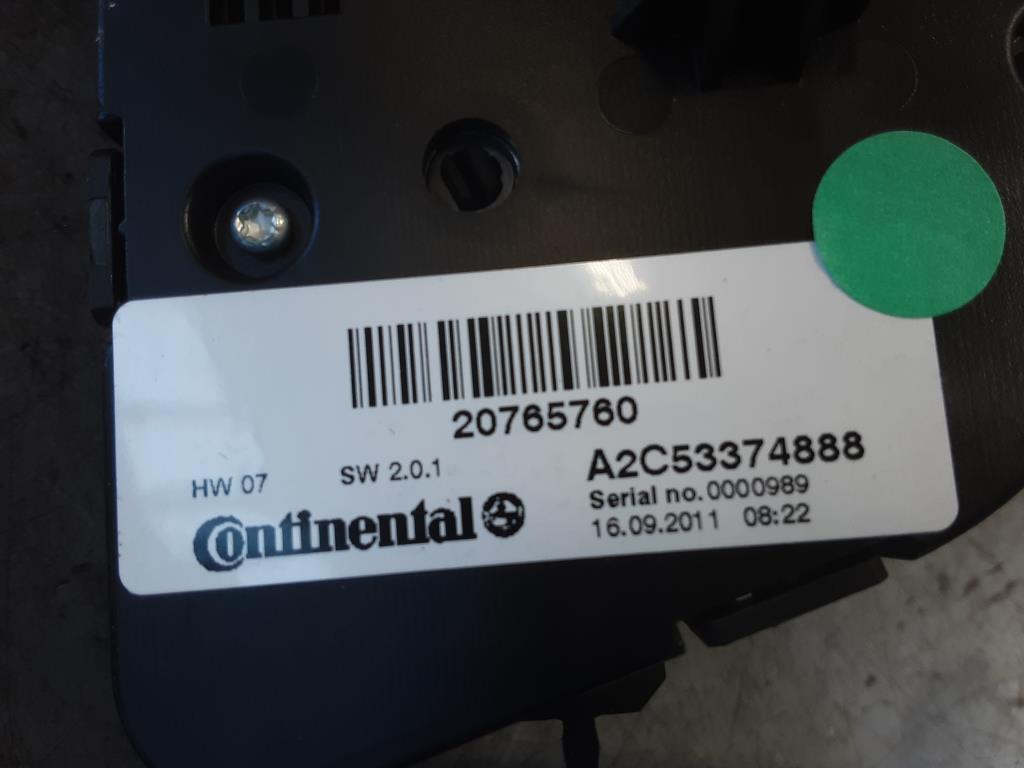 20765760
HW 07 SW 2.0.1 A2C53374888
Serial no. 0000989
Continental 16.09.2011 08:22